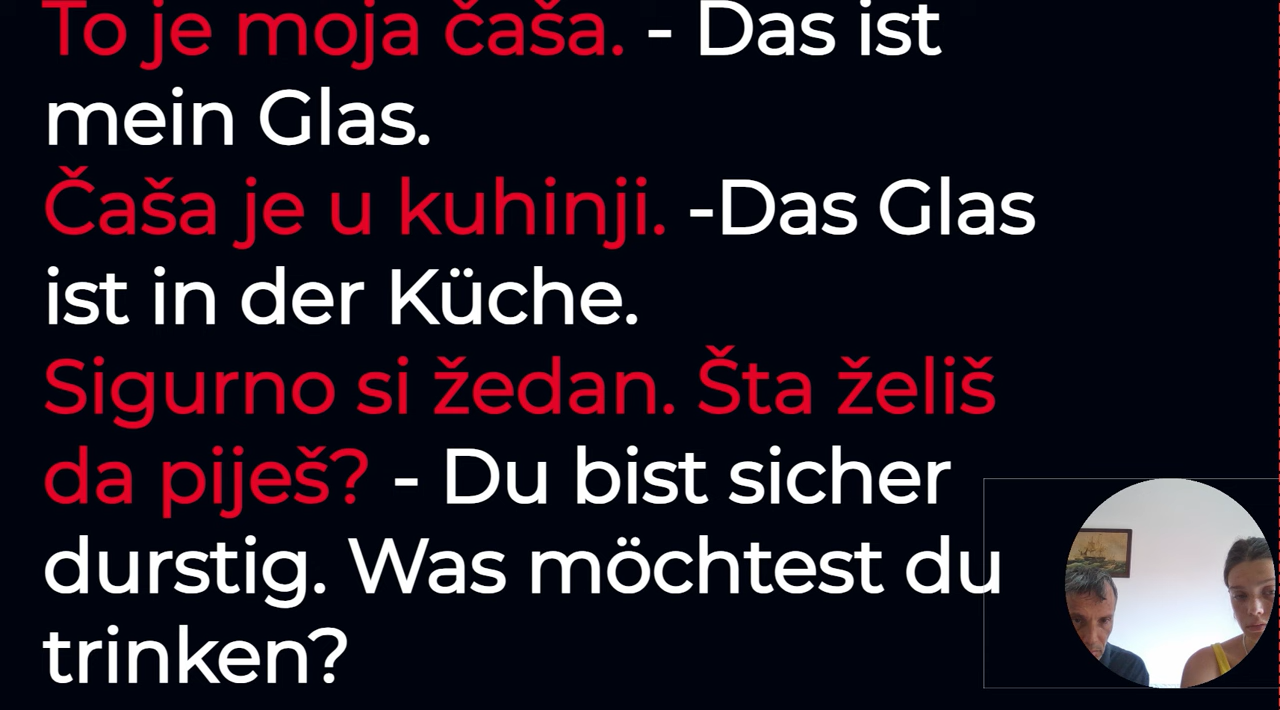 To je moja čaša. - Das ist
mein Glas.
Čaša je u kuhinji. -Das Glas
ist in der Küche.
Sigurno si žedan. Šta želiš
da piješ? - Du bist sicher
durstig. Was möchtest du
trinken?